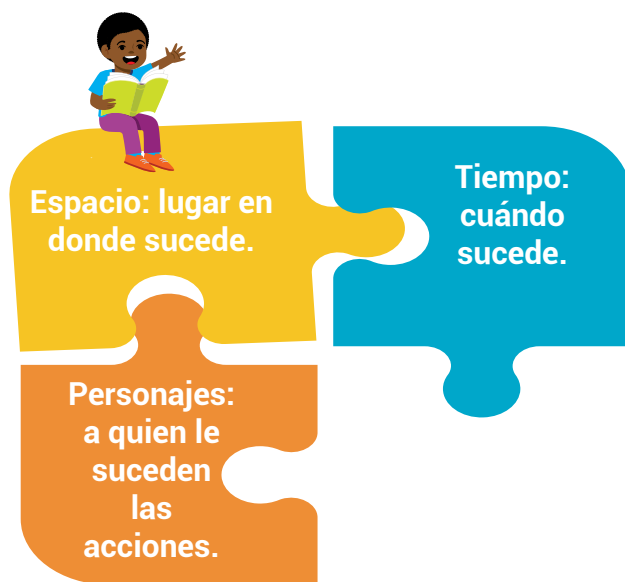 Espacio: lugar en
donde sucede.
Tiempo:
cuándo
sucede.
Personajes:
a quien le
suceden
las
acciones.